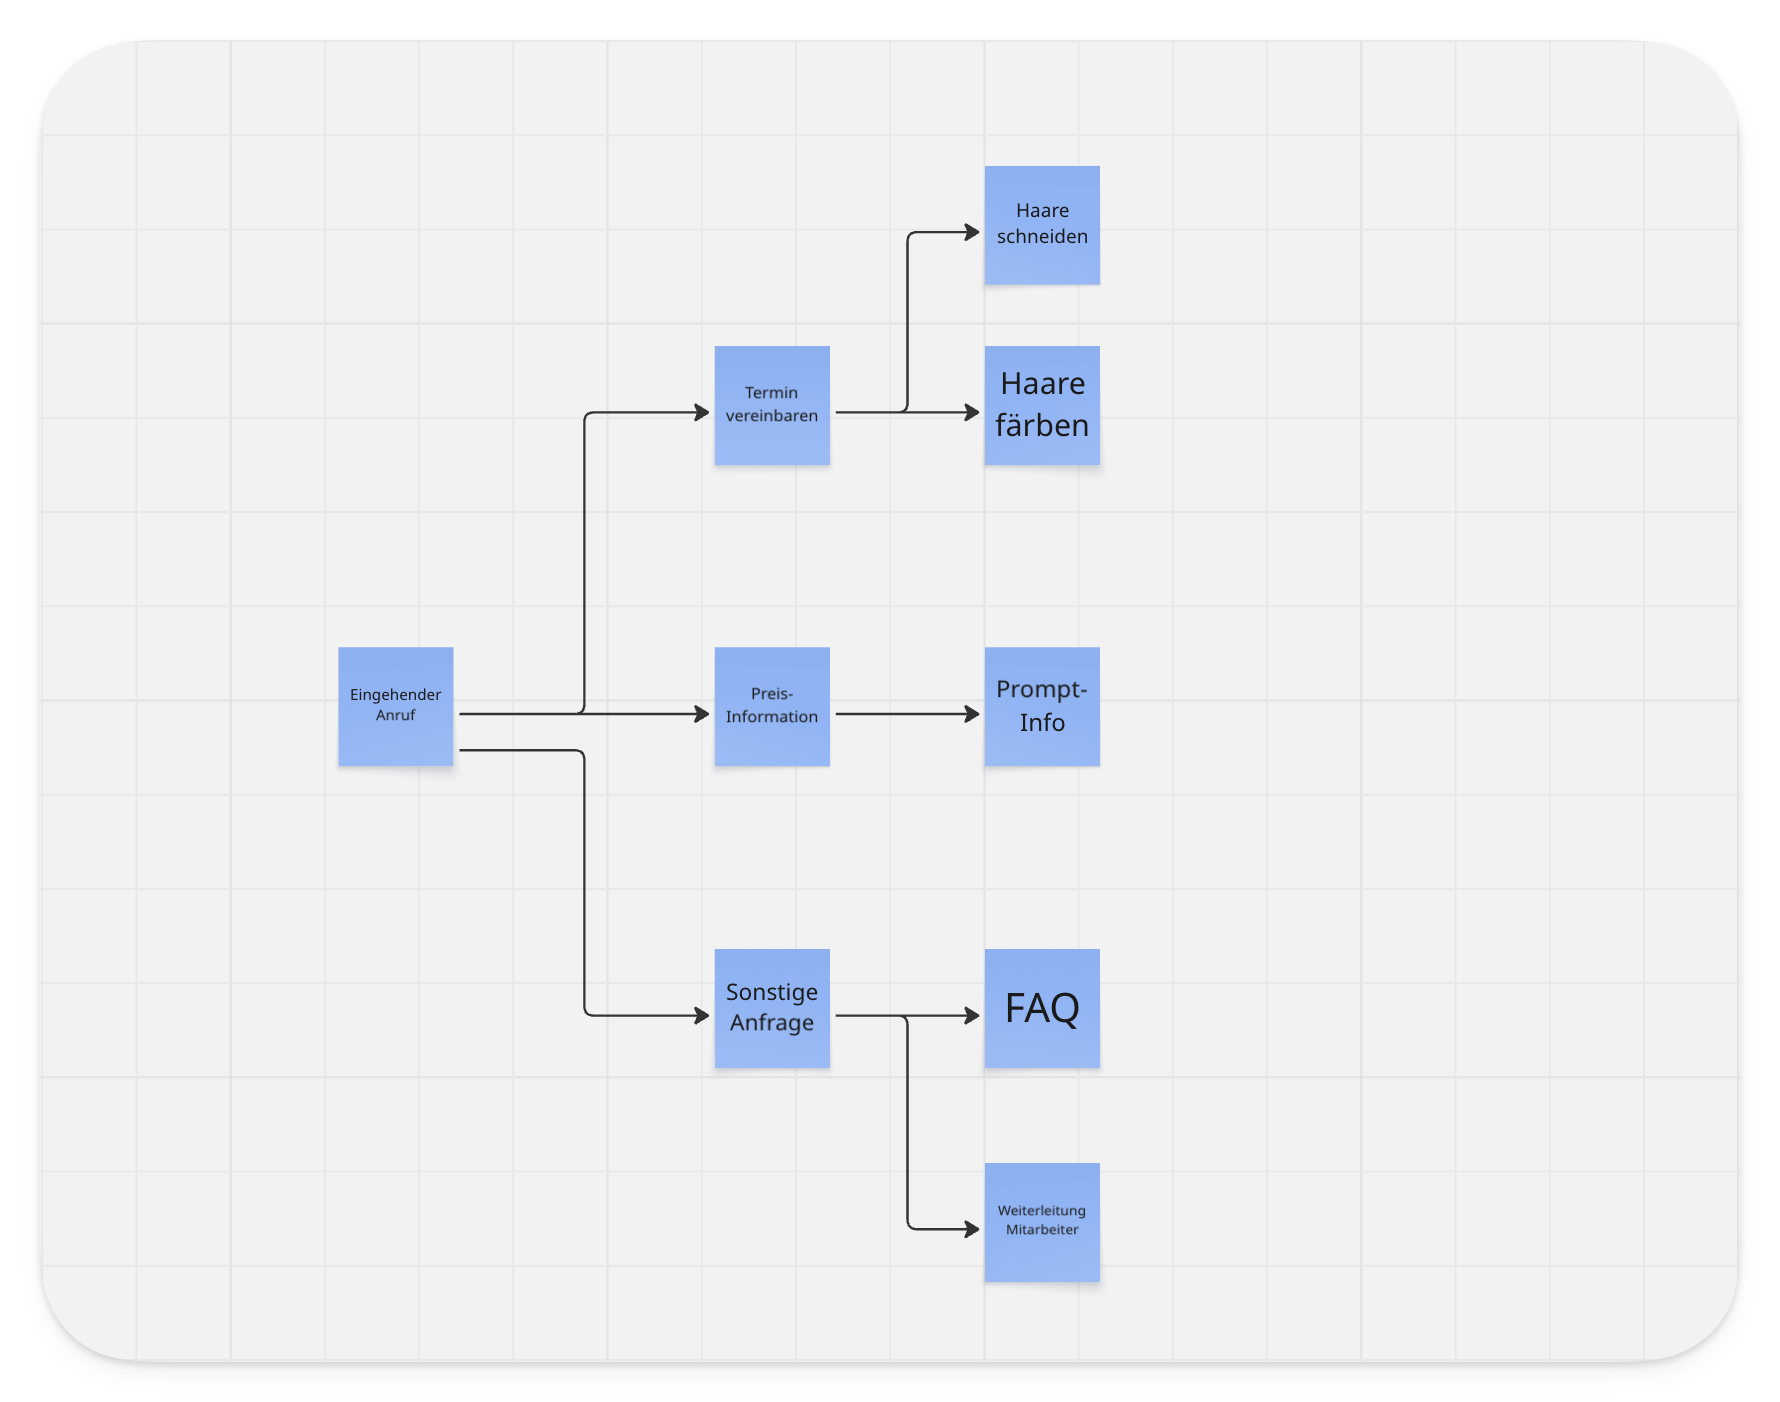 Haare
schneiden
Termin
vereinbaren
Haare
färben
Eingehender
Anruf
Preis-
Information
Prompt-
Info
Sonstige
Anfrage
FAQ
Weiterleitung
Mitarbeiter